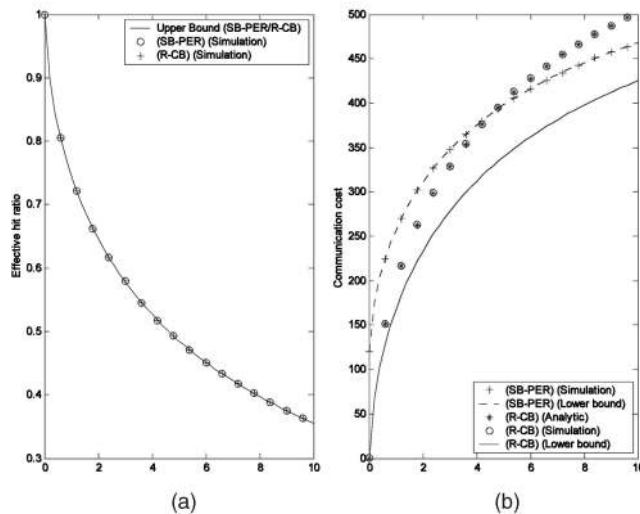 1
0.9
0.8
0.7
0.6
0.5
0.4
0.3
Effective hit ratio
Upper Bound (SB-PER/R-CB)
(SB-PER) (Simulation)
(R-CB) (Simulation)
0 2 4 6 8 10
(a)
500
450
400
350
300
250
200
150
100
50
0
Communication cost
(SB-PER) (Simulation)
(SB-PER) (Lower bound)
(R-CB) (Analytic)
(R-CB) (Simulation)
(R-CB) (Lower bound)
0 2 4 6 8 10
(b)